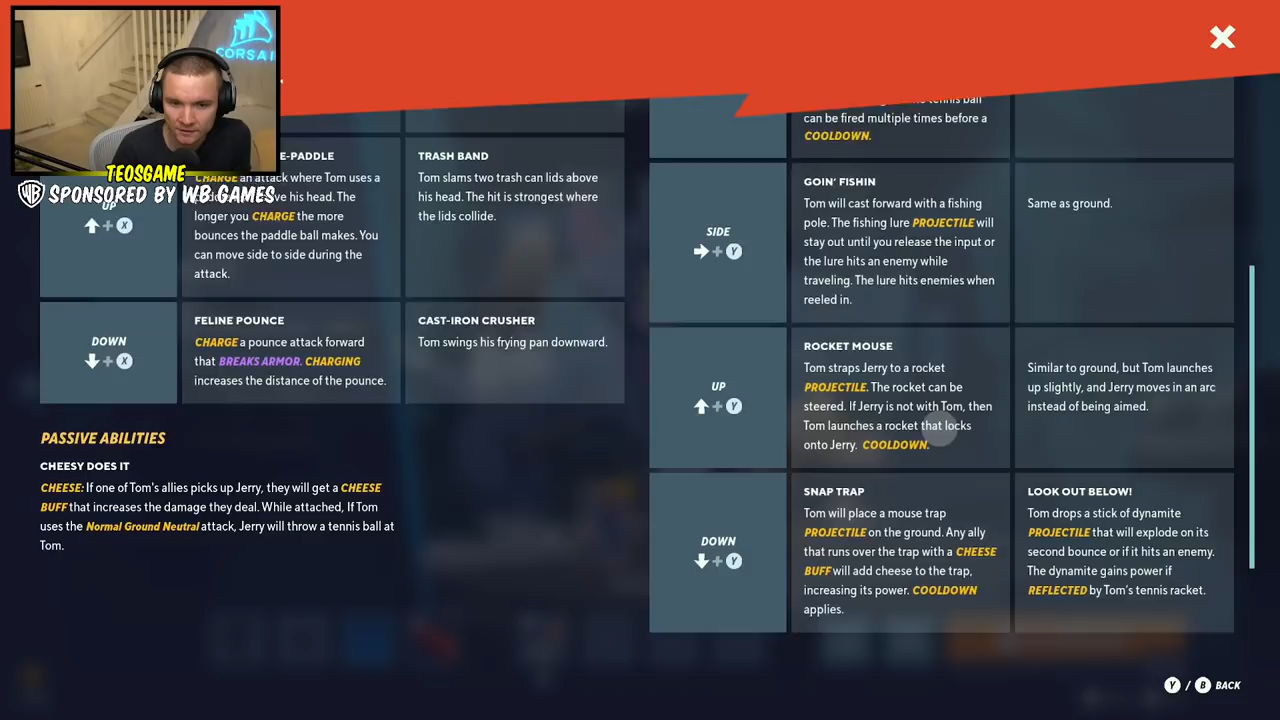 CORSAI
TEOSGAME
SPONSORED BY WB GAMES
E-PADDLE
CHARGE an attack where Tom uses a
ve his head. The
longer you CHARGE the more
bounces the paddle ball makes. You
can move side to side during the
attack.
TRASH BAND
Tom slams two trash can lids above
his head. The hit is strongest where
the lids collide.
+ X
DOWN
+ X
FELINE POUNCE
CHARGE a pounce attack forward
that BREAKS ARMOR. CHARGING
increases the distance of the pounce.
CAST-IRON CRUSHER
Tom swings his frying pan downward.
PASSIVE ABILITIES
CHEESY DOES IT
CHEESE: If one of Tom's allies picks up Jerry, they will get a CHEESE
BUFF that increases the damage they deal. While attached, If Tom
uses the Normal Ground Neutral attack, Jerry will throw a tennis ball at
Tom.
tennis ball
can be fired multiple times before a
COOLDOWN.
SIDE
+ Y
GOIN' FISHIN
Tom will cast forward with a fishing
pole. The fishing lure PROJECTILE will
stay out until you release the input or
the lure hits an enemy while
traveling. The lure hits enemies when
reeled in.
Same as ground.
UP
+ Y
ROCKET MOUSE
Tom straps Jerry to a rocket
PROJECTILE. The rocket can be
steered. If Jerry is not with Tom, then
Tom launches a rocket that locks
onto Jerry. COOLDOWN.
Similar to ground, but Tom launches
up slightly, and Jerry moves in an arc
instead of being aimed.
DOWN
+ Y
SNAP TRAP
Tom will place a mouse trap
PROJECTILE on the ground. Any ally
that runs over the trap with a CHEESE
BUFF will add cheese to the trap,
increasing its power. COOLDOWN
applies.
LOOK OUT BELOW!
Tom drops a stick of dynamite
PROJECTILE that will explode on its
second bounce or if it hits an enemy.
The dynamite gains power if
REFLECTED by Tom's tennis racket.
Y / B BACK